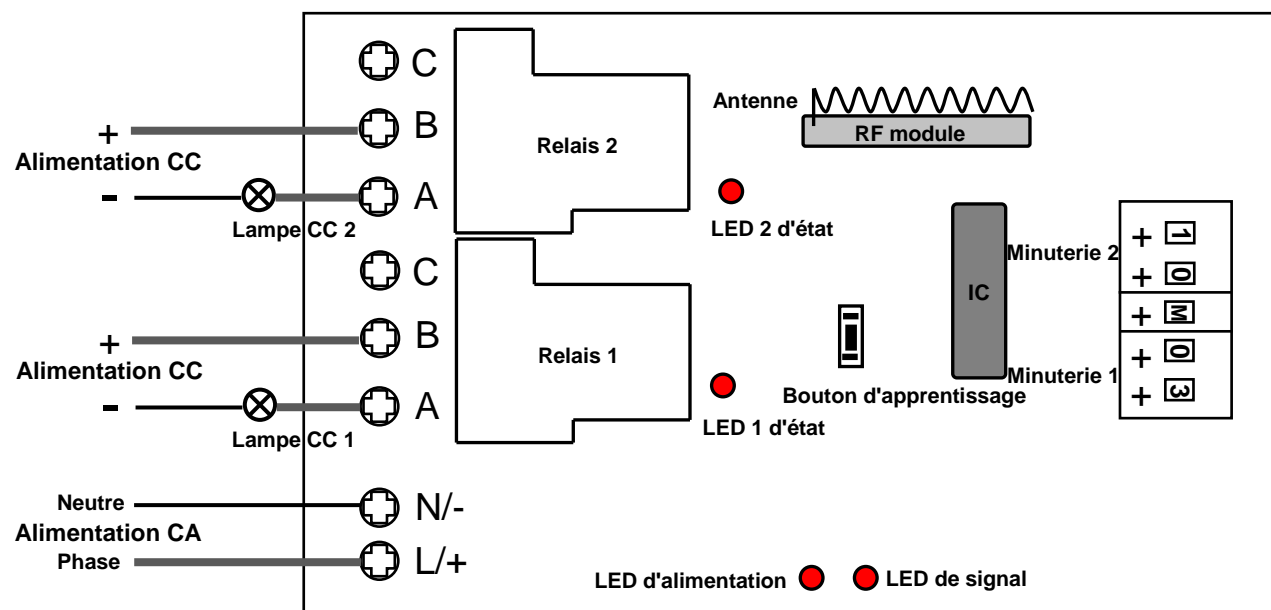 C
+
B
Alimentation CC
-
A
Lampe CC 2
Relais 2
Antenne
RF module
LED 2 d'état
C
+
B
Alimentation CC
-
A
Lampe CC 1
Relais 1
LED 1 d'état
Bouton d'apprentissage
IC
Minuterie 2
Minuterie 1
+ 1
+ 0
+ M
+ 0
+ 3
Neutre
N/-
Alimentation CA
Phase
L/+
LED d'alimentation
LED de signal